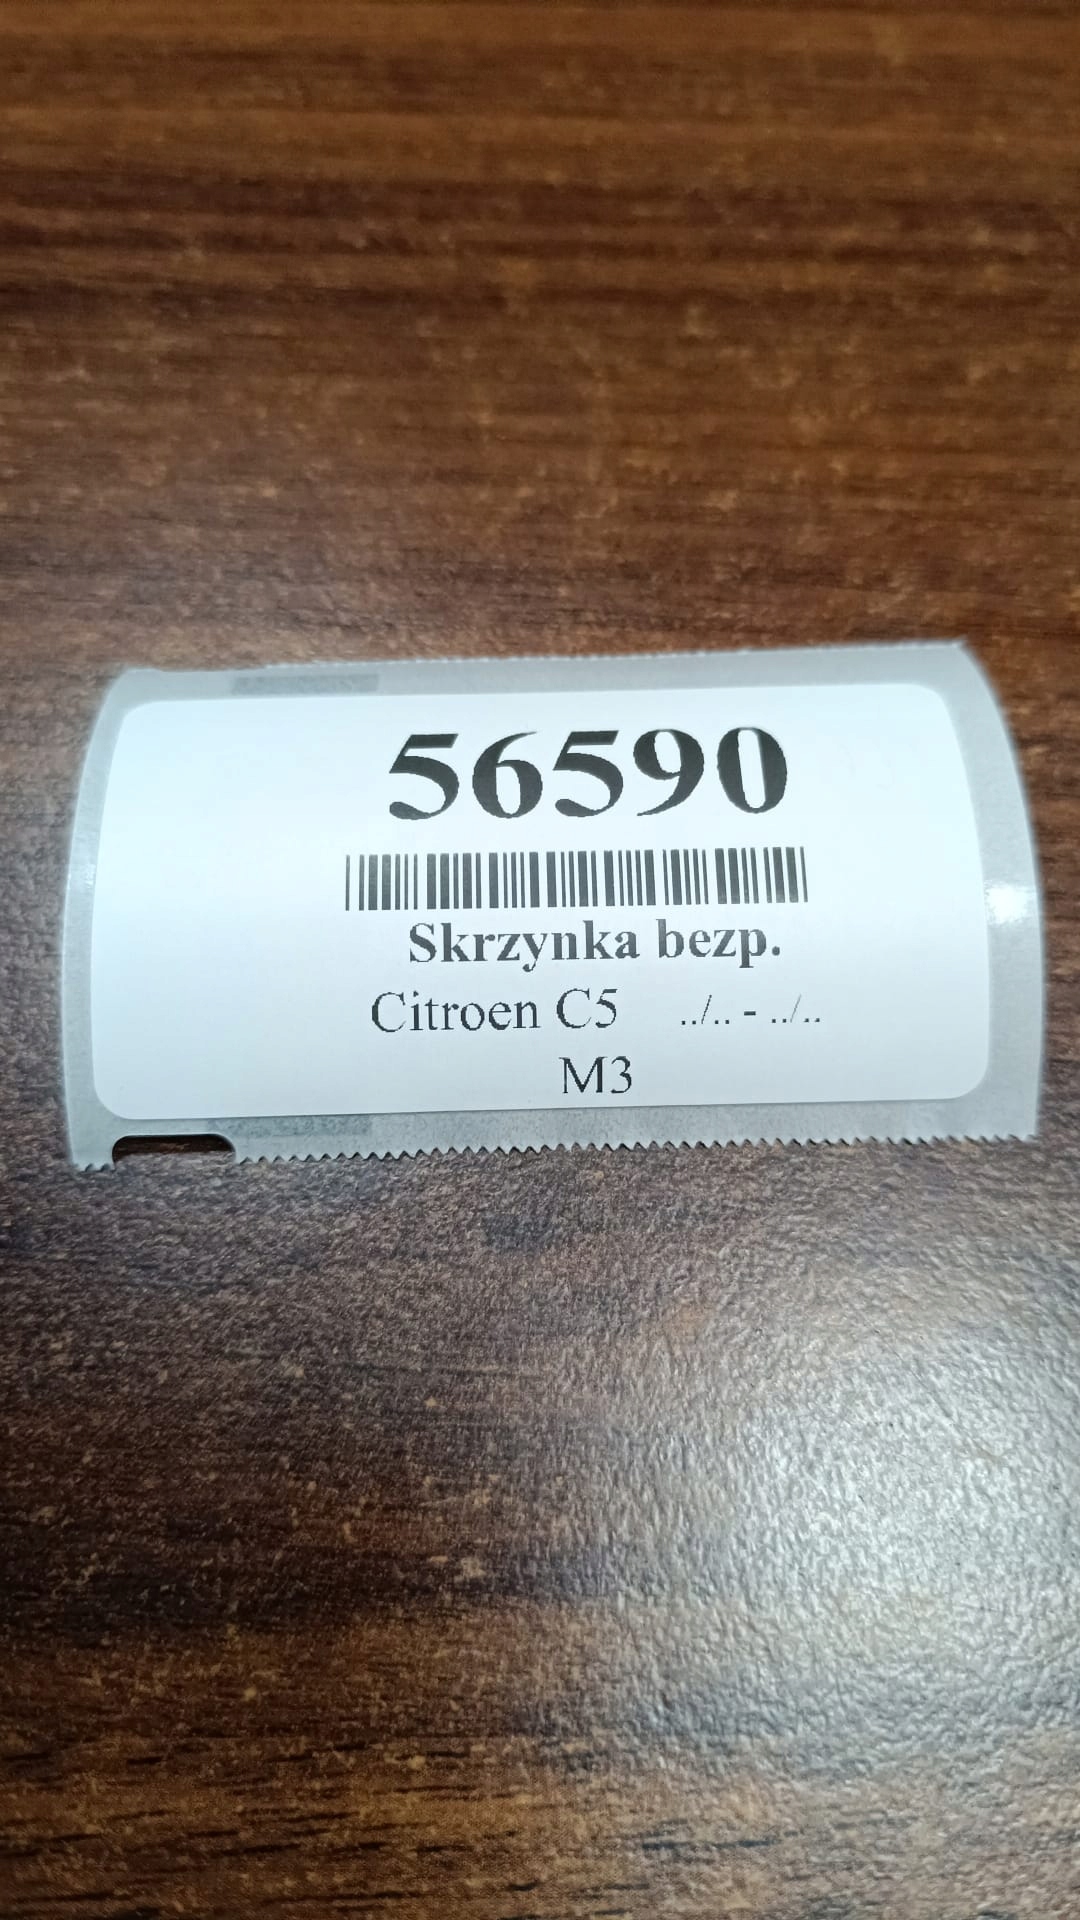 56590
Skrzynka bezp.
Citroen C5 ../.. - ../..
M3